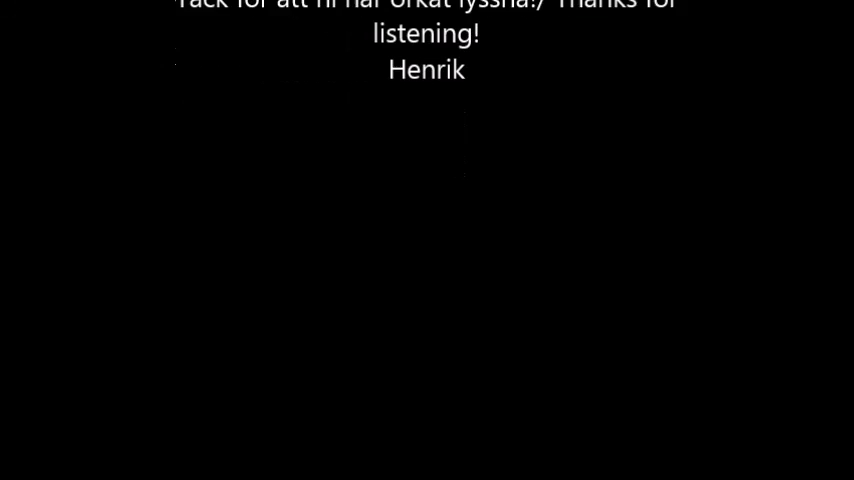 Tack för att ni har orkat lyssna!/ Thanks for
listening!
Henrik